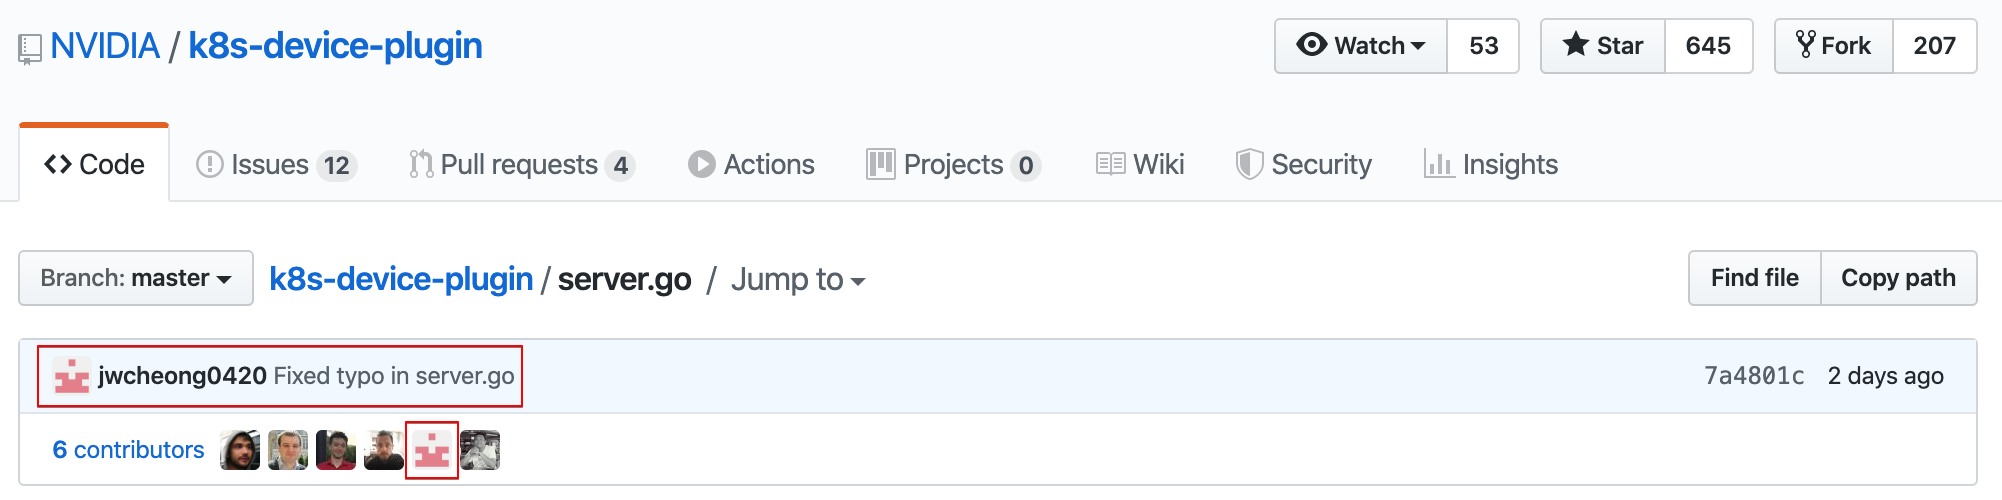 NVIDIA / k8s-device-plugin Watch 53 Star 645 Fork 207
Code Issues 12 Pull requests 4 Actions Projects 0 Wiki Security Insights
Branch: master k8s-device-plugin / server.go / Jump to Find file Copy path
jwcheong0420 Fixed typo in server.go 7a4801c 2 days ago
6 contributors